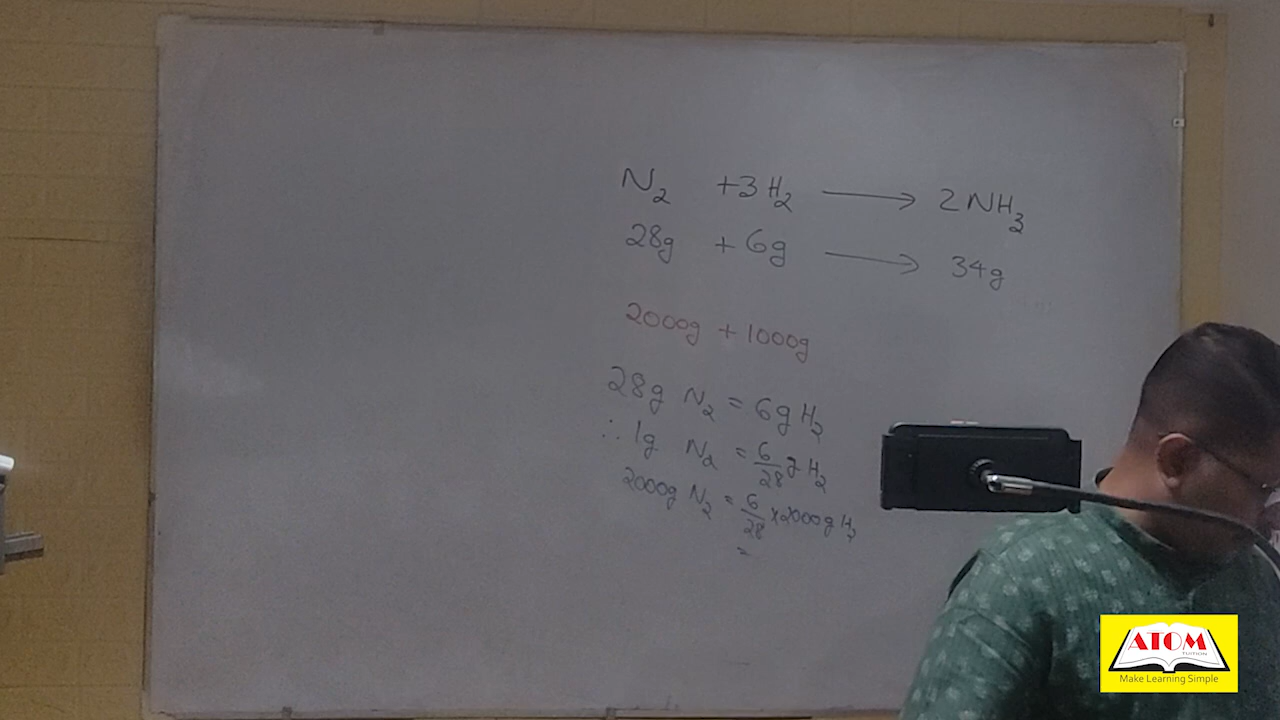 N₂ +3H₂ ⟶ 2NH₃
28g + 6g ⟶ 34g
2000g + 1000g
28g N₂ = 6g H₂
∴ 1g N₂ = 6/28 g H₂
2000g N₂ = 6/28 × 2000g H₂
=
ATOM
TUITION
Make Learning Simple